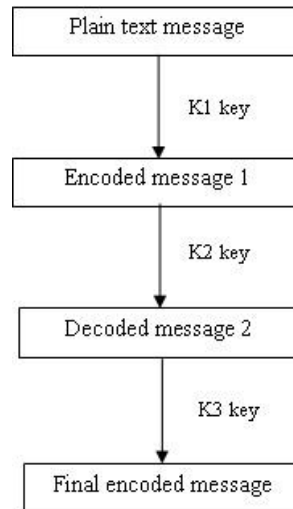 Plain text message
K1 key
Encoded message 1
K2 key
Decoded message 2
K3 key
Final encoded message